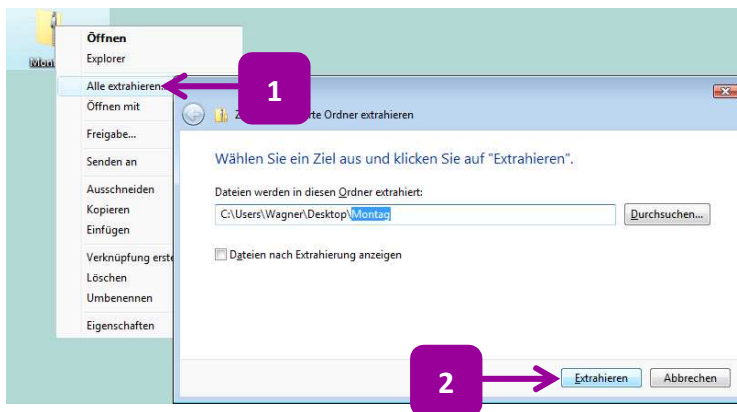 Öffnen
Explorer
Alle extrahieren...
Öffnen mit
Freigabe...
Senden an
Ausschneiden
Kopieren
Einfügen
Verknüpfung erste
Löschen
Umbenennen
Eigenschaften
1
rte Ordner extrahieren
Wählen Sie ein Ziel aus und klicken Sie auf "Extrahieren".
Dateien werden in diesen Ordner extrahiert:
C:\Users\Wagner\Desktop\Montag
Durchsuchen...
Dateien nach Extrahierung anzeigen
2
Extrahieren Abbrechen